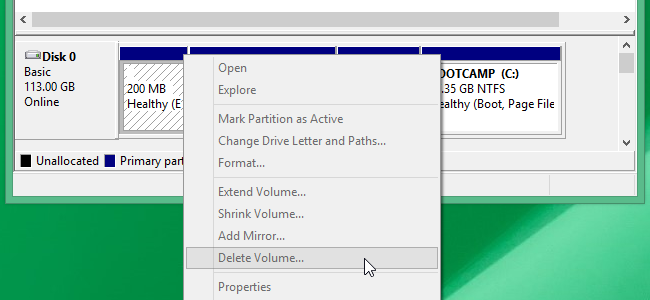 Disk 0
Basic
113.00 GB
Online
200 MB
Healthy (E
OOTCAMP (C:)
.35 GB NTFS
ealthy (Boot, Page File
Open
Explore
Mark Partition as Active
Change Drive Letter and Paths...
Format...
Extend Volume...
Shrink Volume...
Add Mirror...
Delete Volume...
Properties
Unallocated
Primary part